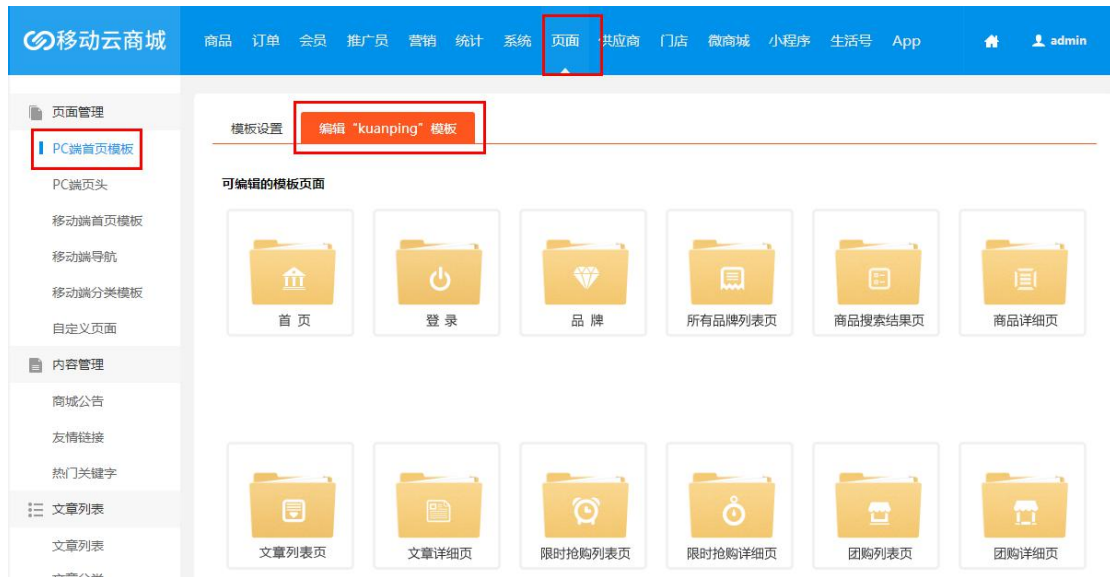 移动云商城
商品 订单 会员 推广员 营销 统计 系统 页面 供应商 门店 微商城 小程序 生活号 App admin
页面管理
PC端首页模板
PC端页头
移动端首页模板
移动端导航
移动端分类模板
自定义页面
内容管理
商城公告
友情链接
热门关键字
文章列表
文章列表
文章分类
模板设置 编辑“kuanping”模板
可编辑的模板页面
首 页 登 录 品 牌 所有品牌列表页 商品搜索结果页 商品详细页
文章列表页 文章详细页 限时抢购列表页 限时抢购详细页 团购列表页 团购详细页